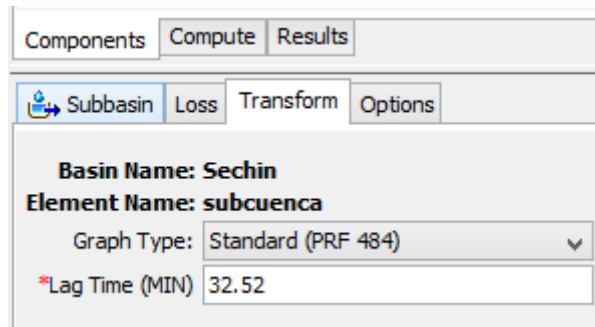 Components Compute Results
Subbasin Loss Transform Options
Basin Name: Sechin
Element Name: subcuenca
Graph Type: Standard (PRF 484)
*Lag Time (MIN) 32.52